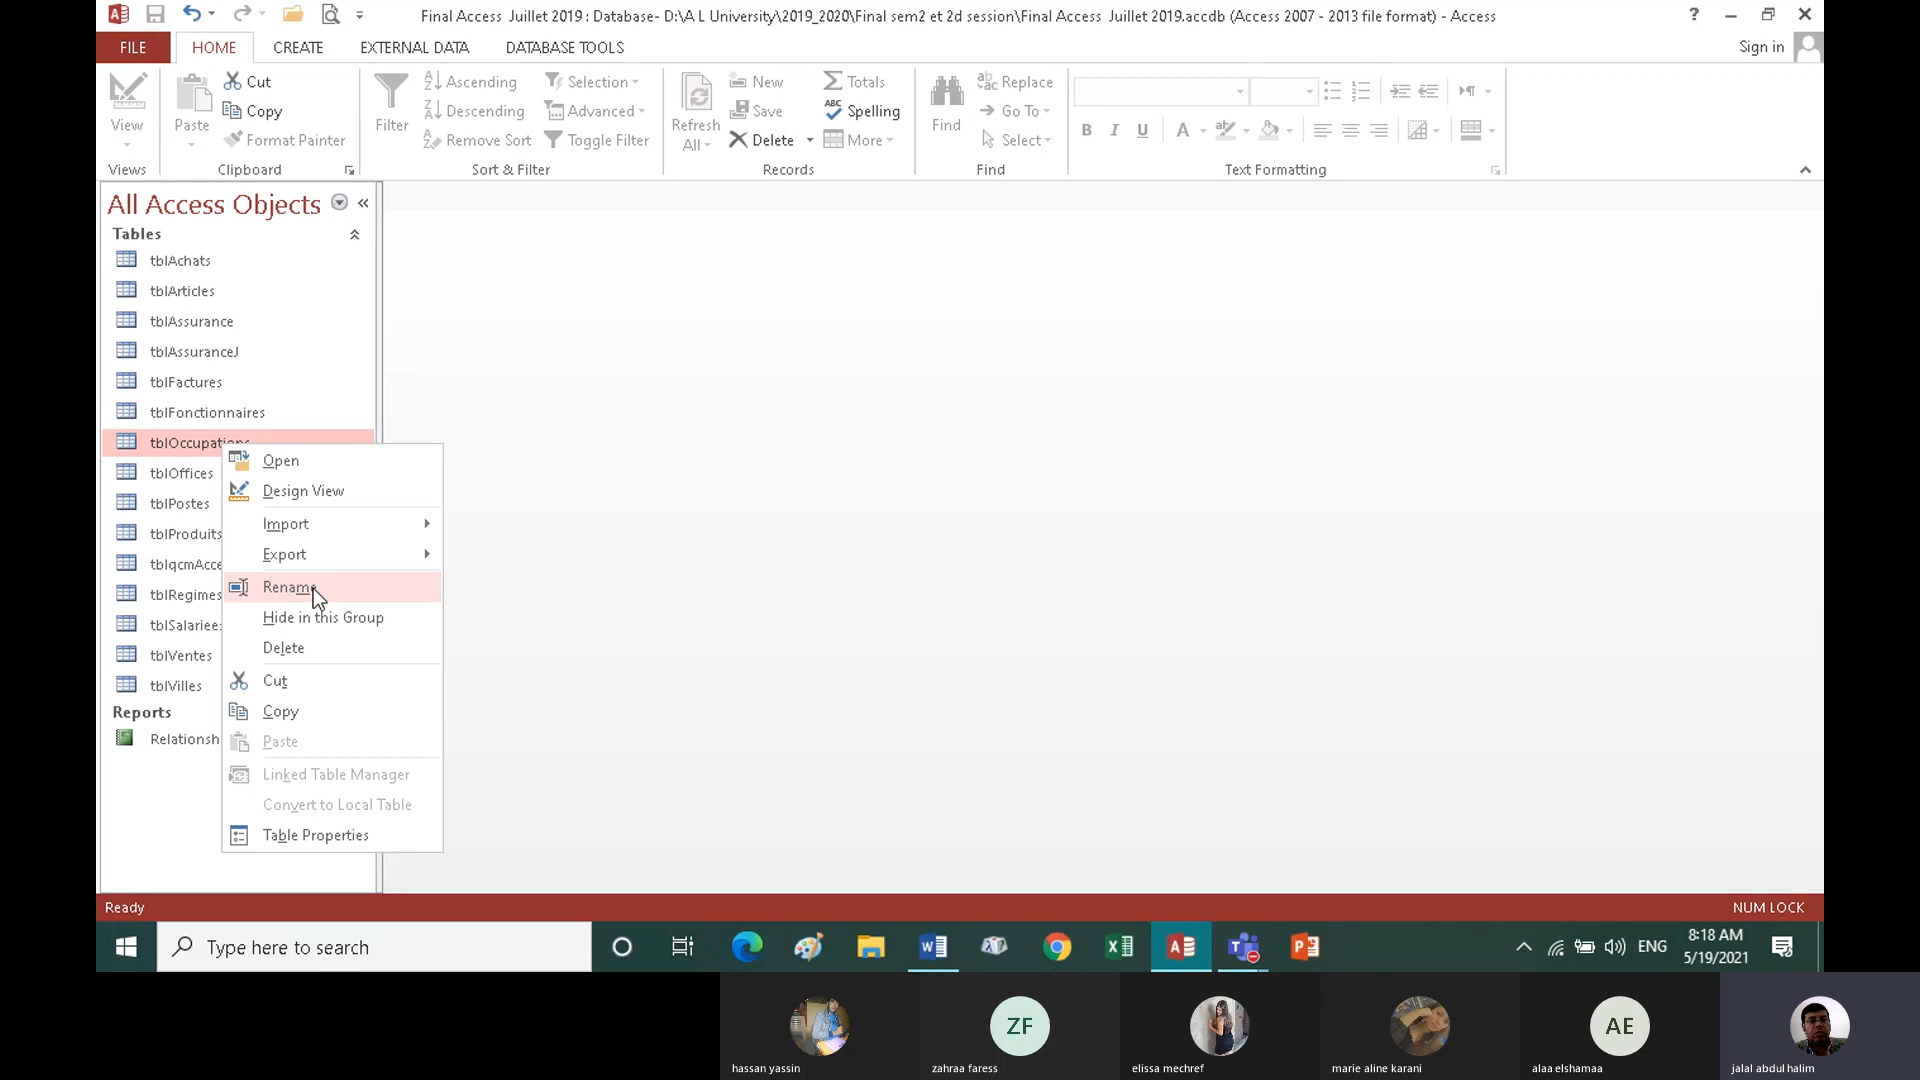 Final Access Juillet 2019 : Database- D:\A L University\2019_2020\Final sem2 et 2d session\Final Access Juillet 2019.accdb (Access 2007 - 2013 file format) - Access
?
FILE HOME CREATE EXTERNAL DATA DATABASE TOOLS
Sign in
View
Views
Paste
Cut
Copy
Format Painter
Clipboard
Filter
Ascending
Descending
Remove Sort
Selection
Advanced
Toggle Filter
Sort & Filter
Refresh
All
New
Save
Delete
Totals
Spelling
More
Records
Find
Replace
Go To
Select
Find
B I U A
Text Formatting
All Access Objects
Tables
tblAchats
tblArticles
tblAssurance
tblAssuranceJ
tblFactures
tblFonctionnaires
tblOccupations
tblOffices
tblPostes
tblProduits
tblqcmAcce
tblRegimes
tblSalaries
tblVentes
tblVilles
Reports
Relationsh
Open
Design View
Import
Export
Rename
Hide in this Group
Delete
Cut
Copy
Paste
Linked Table Manager
Convert to Local Table
Table Properties
Ready
NUM LOCK
Type here to search
ENG
8:18 AM
5/19/2021
ZF
AE
hassan yassin
zahraa faress
elissa mechref
marie aline karani
alaa elshamaa
jalal abdul halim